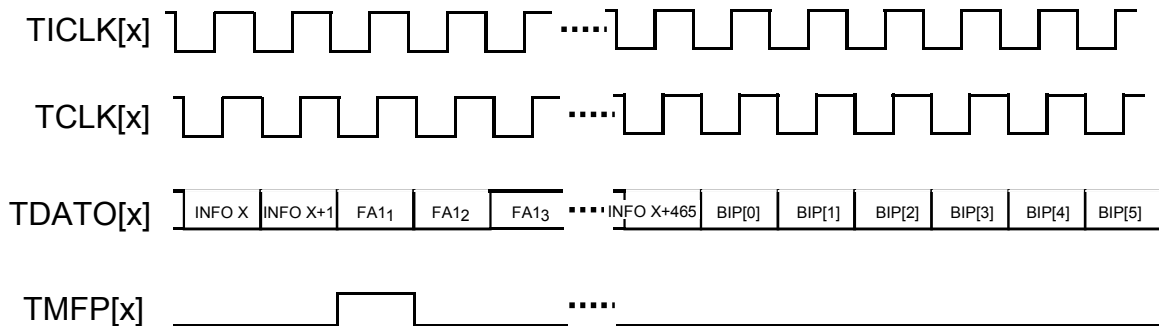 TICLK[x]
TCLK[x]
TDATO[x] INFO X INFO X+1 FA1₁ FA1₂ FA1₃ INFO X+465 BIP[0] BIP[1] BIP[2] BIP[3] BIP[4] BIP[5]
TMFP[x]